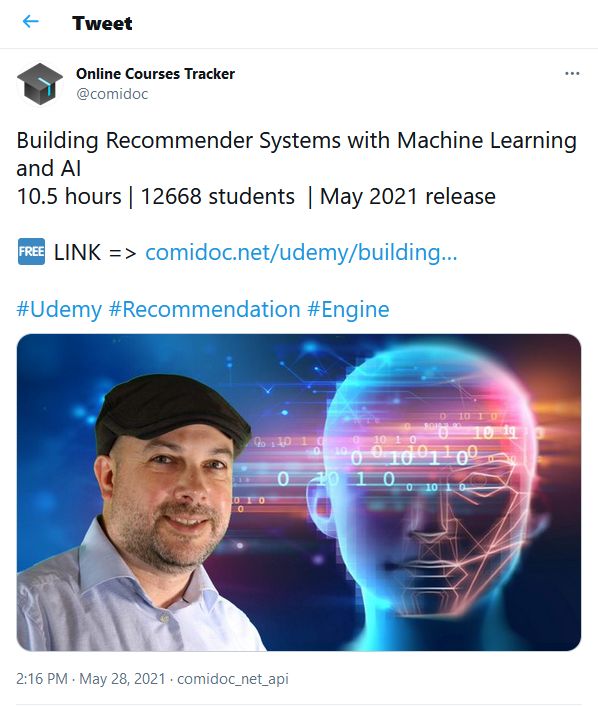 Tweet
Online Courses Tracker
@comidoc
Building Recommender Systems with Machine Learning
and AI
10.5 hours | 12668 students | May 2021 release
FREE LINK => comidoc.net/udemy/building...
#Udemy #Recommendation #Engine
2:16 PM · May 28, 2021 · comidoc_net_api